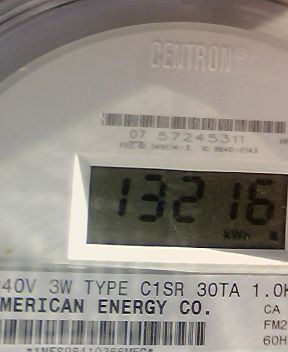 CENTRON®
07 57245311
13216
kWh
40V 3W TYPE C1SR 30TA 1.0K
MERICAN ENERGY CO.
CA
FM2
60H